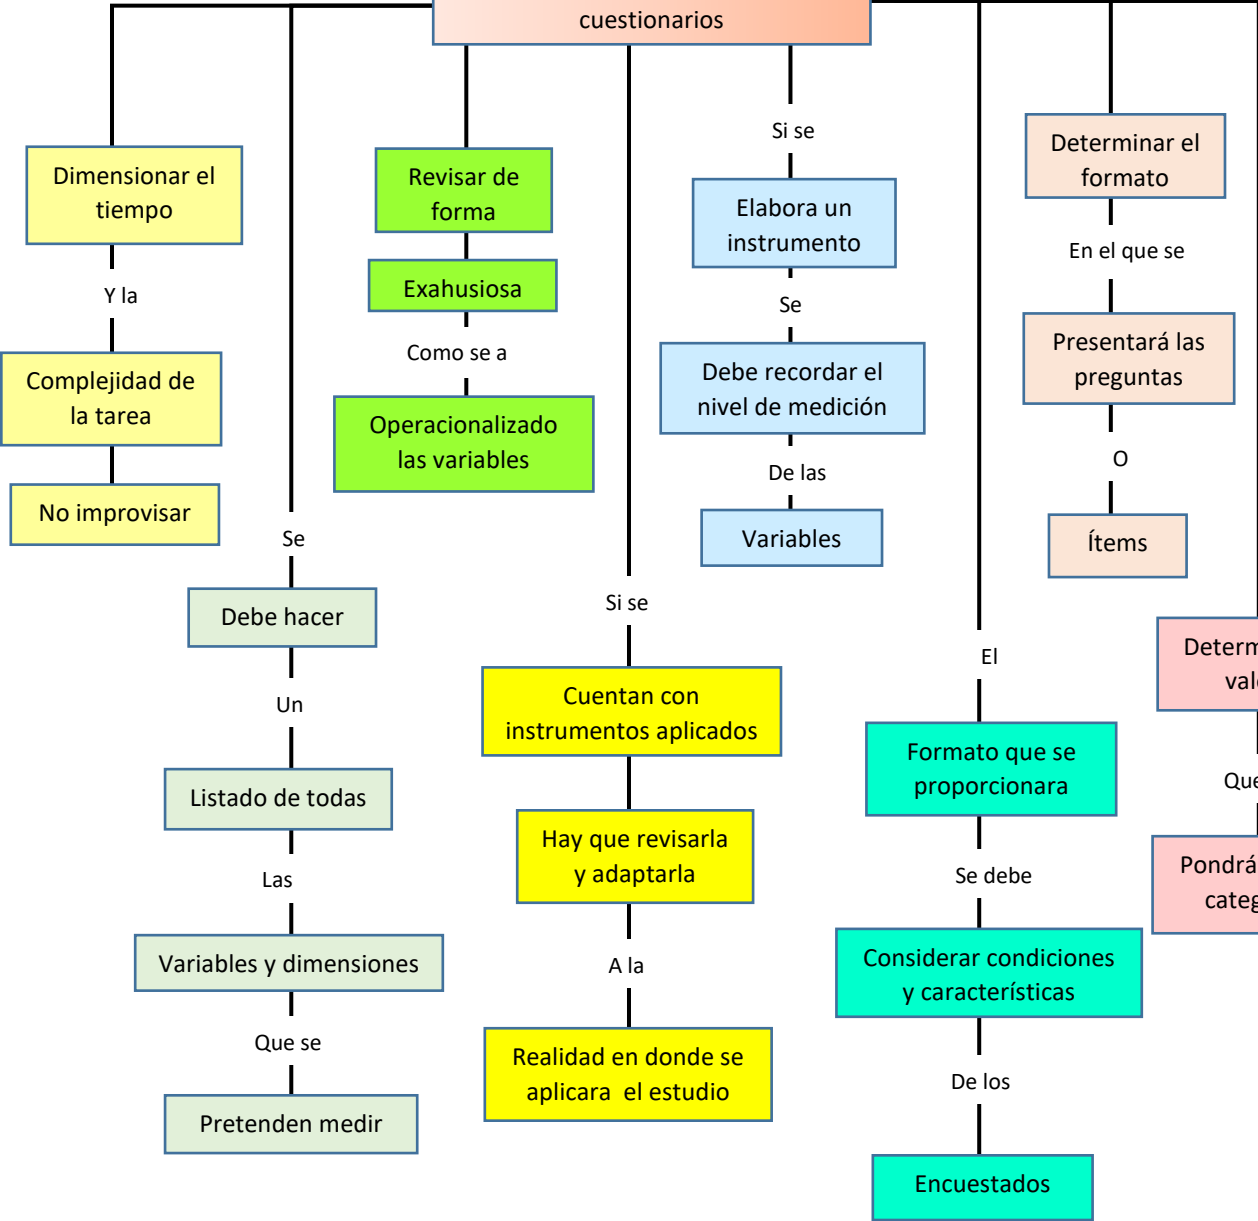 cuestionarios
Dimensionar el
tiempo
Y la
Complejidad de
la tarea
No improvisar
Se
Debe hacer
Un
Listado de todas
Las
Variables y dimensiones
Que se
Pretenden medir
Revisar de
forma
Exahusiosa
Como se a
Operacionalizado
las variables
Si se
Cuentan con
instrumentos aplicados
Hay que revisarla
y adaptarla
A la
Realidad en donde se
aplicara el estudio
Si se
Elabora un
instrumento
Se
Debe recordar el
nivel de medición
De las
Variables
El
Formato que se
proporcionara
Se debe
Considerar condiciones
y características
De los
Encuestados
Determinar el
formato
En el que se
Presentará las
preguntas
O
Ítems
Pondrá